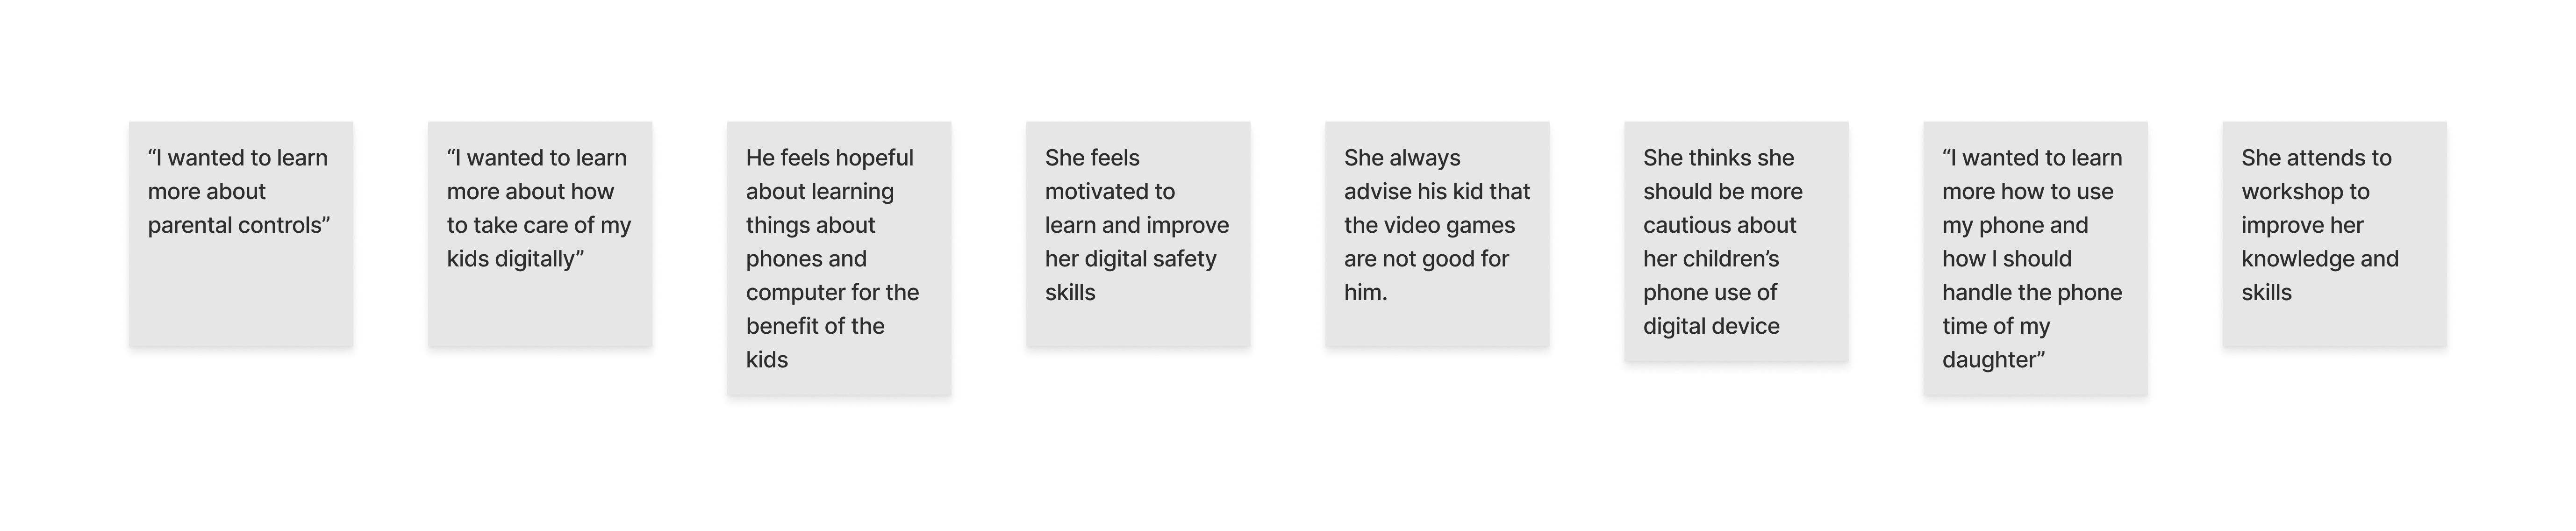 “I wanted to learn
more about
parental controls”
“I wanted to learn
more about how
to take care of my
kids digitally”
He feels hopeful
about learning
things about
phones and
computer for the
benefit of the
kids
She feels
motivated to
learn and improve
her digital safety
skills
She always
advise his kid that
the video games
are not good for
him.
She thinks she
should be more
cautious about
her children’s
phone use of
digital device
“I wanted to learn
more how to use
my phone and
how I should
handle the phone
time of my
daughter”
She attends to
workshop to
improve her
knowledge and
skills